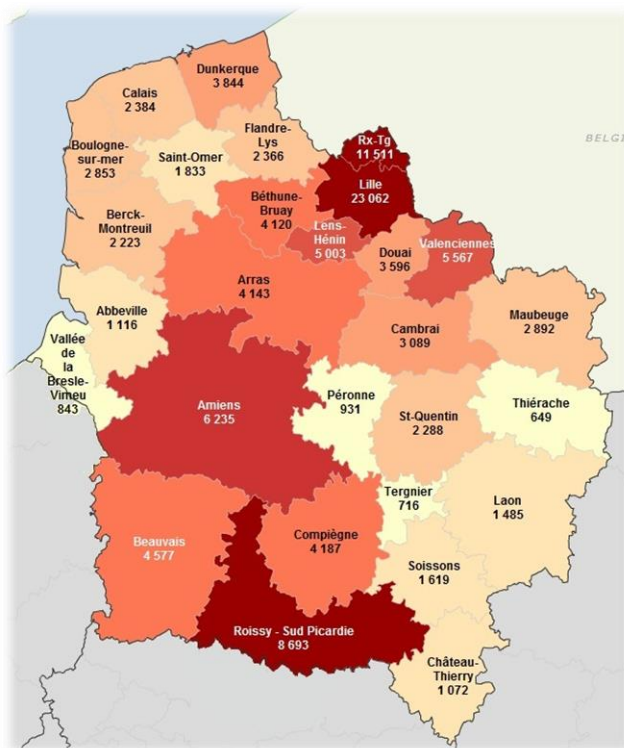 Dunkerque
3 844
Calais
2 384
Flandre-
Lys
2 366
Rx-Tg
11 511
BELGI
Boulogne-
sur-mer
2 853
Saint-Omer
1 833
Lille
23 062
Béthune-
Bruay
4 120
Berck-
Montreuil
2 223
Lens-
Hénin
5 003
Douai
3 596
Valenciennes
5 567
Arras
4 143
Abbeville
1 116
Cambrai
3 089
Maubeuge
2 892
Vallée
de
la
Bresle-
Vimeu
843
Amiens
6 235
Péronne
931
St-Quentin
2 288
Thiérache
649
Tergnier
716
Laon
1 485
Beauvais
4 577
Compiègne
4 187
Soissons
1 619
Roissy - Sud Picardie
8 693
Château-
Thierry
1 072